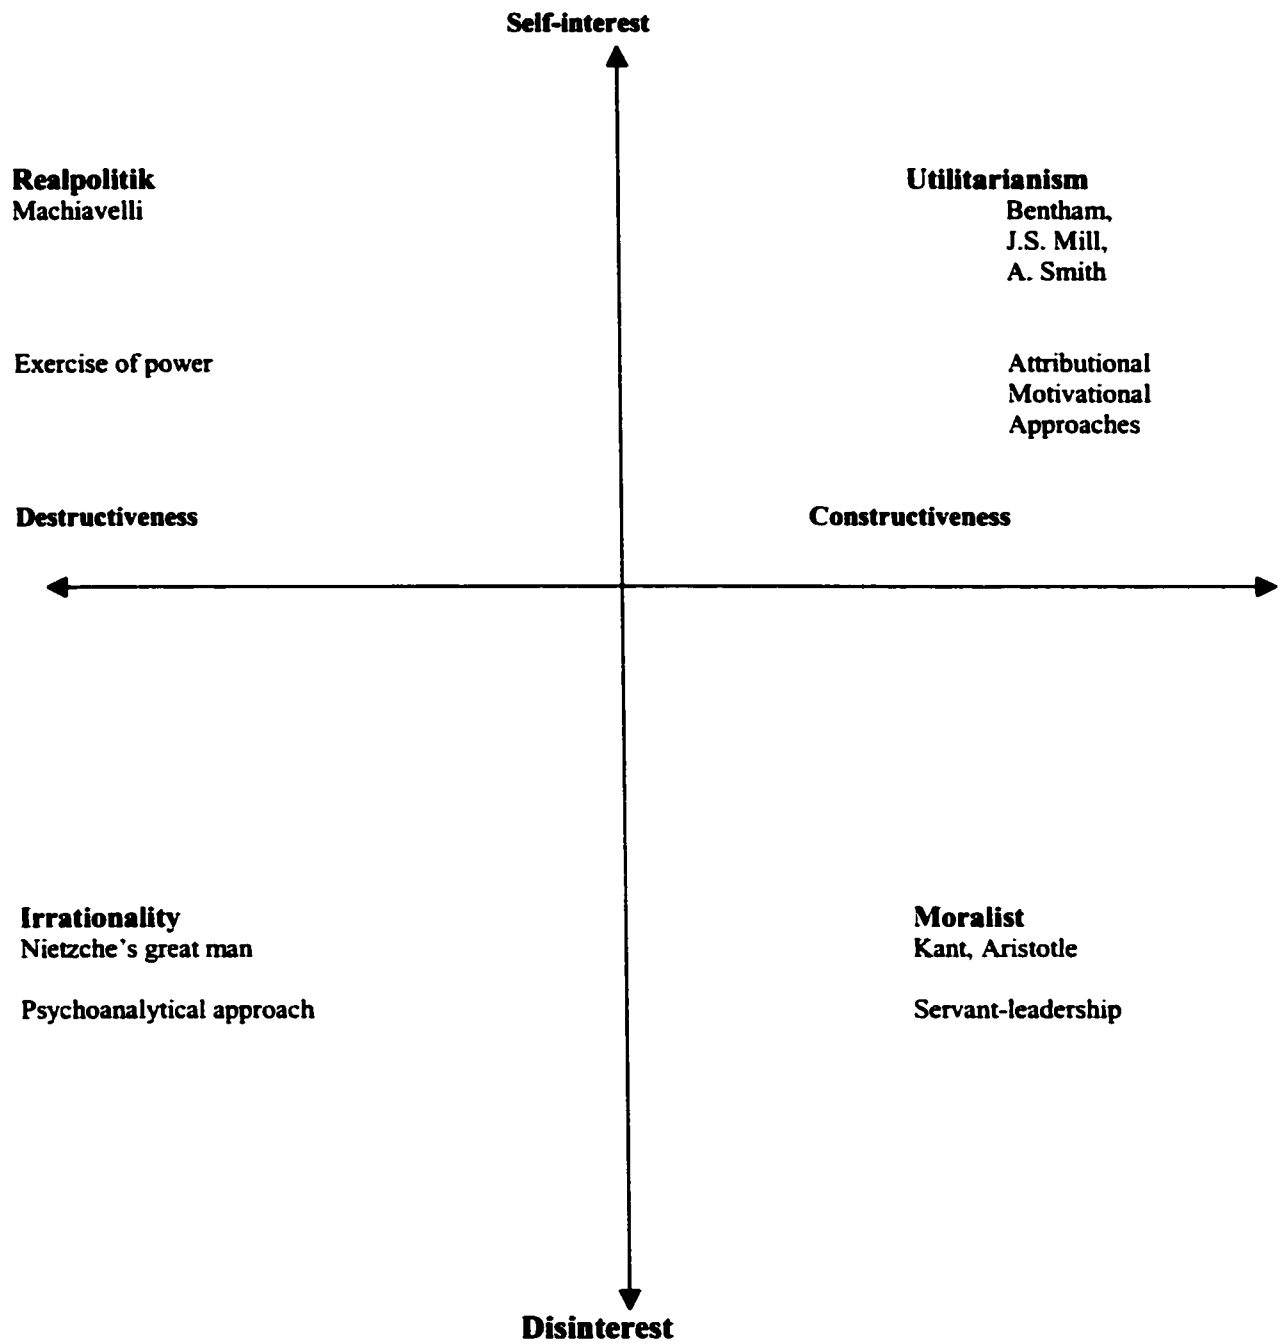 Self-interest
Realpolitik
Machiavelli
Utilitarianism
Bentham,
J.S. Mill,
A. Smith
Exercise of power
Attributional
Motivational
Approaches
Destructiveness
Constructiveness
Irrationality
Nietzche's great man
Psychoanalytical approach
Moralist
Kant, Aristotle
Servant-leadership
Disinterest